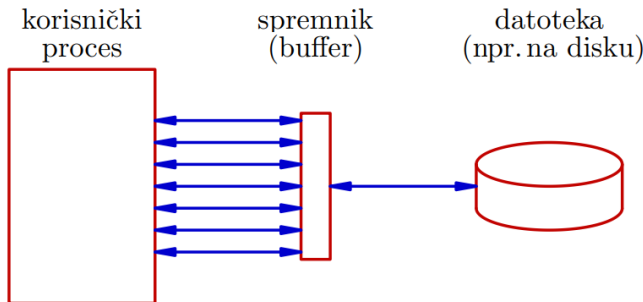 korisnički
proces
spremnik
(buffer)
datoteka
(npr. na disku)